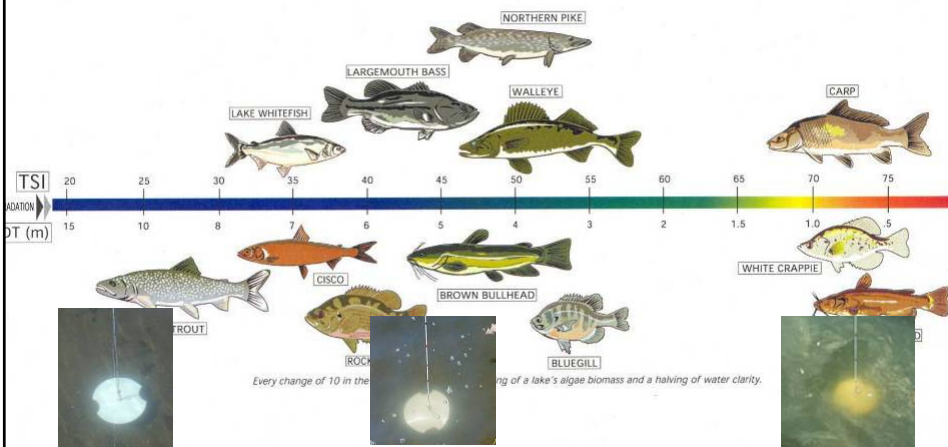 NORTHERN PIKE
LARGEMOUTH BASS
LAKE WHITEFISH
WALLEYE
CARP
TSI 20 25 30 35 40 45 50 55 60 65 70 75
ADATION
DT (m) 15 10 7 6 5 4 3 2 1.5 1.0 .5
CISCO
WHITE CRAPPIE
BROWN BULLHEAD
TROUT
ROCK
BLUEGILL
D
Every change of 10 in the ng of a lake's algae biomass and a halving of water clarity.